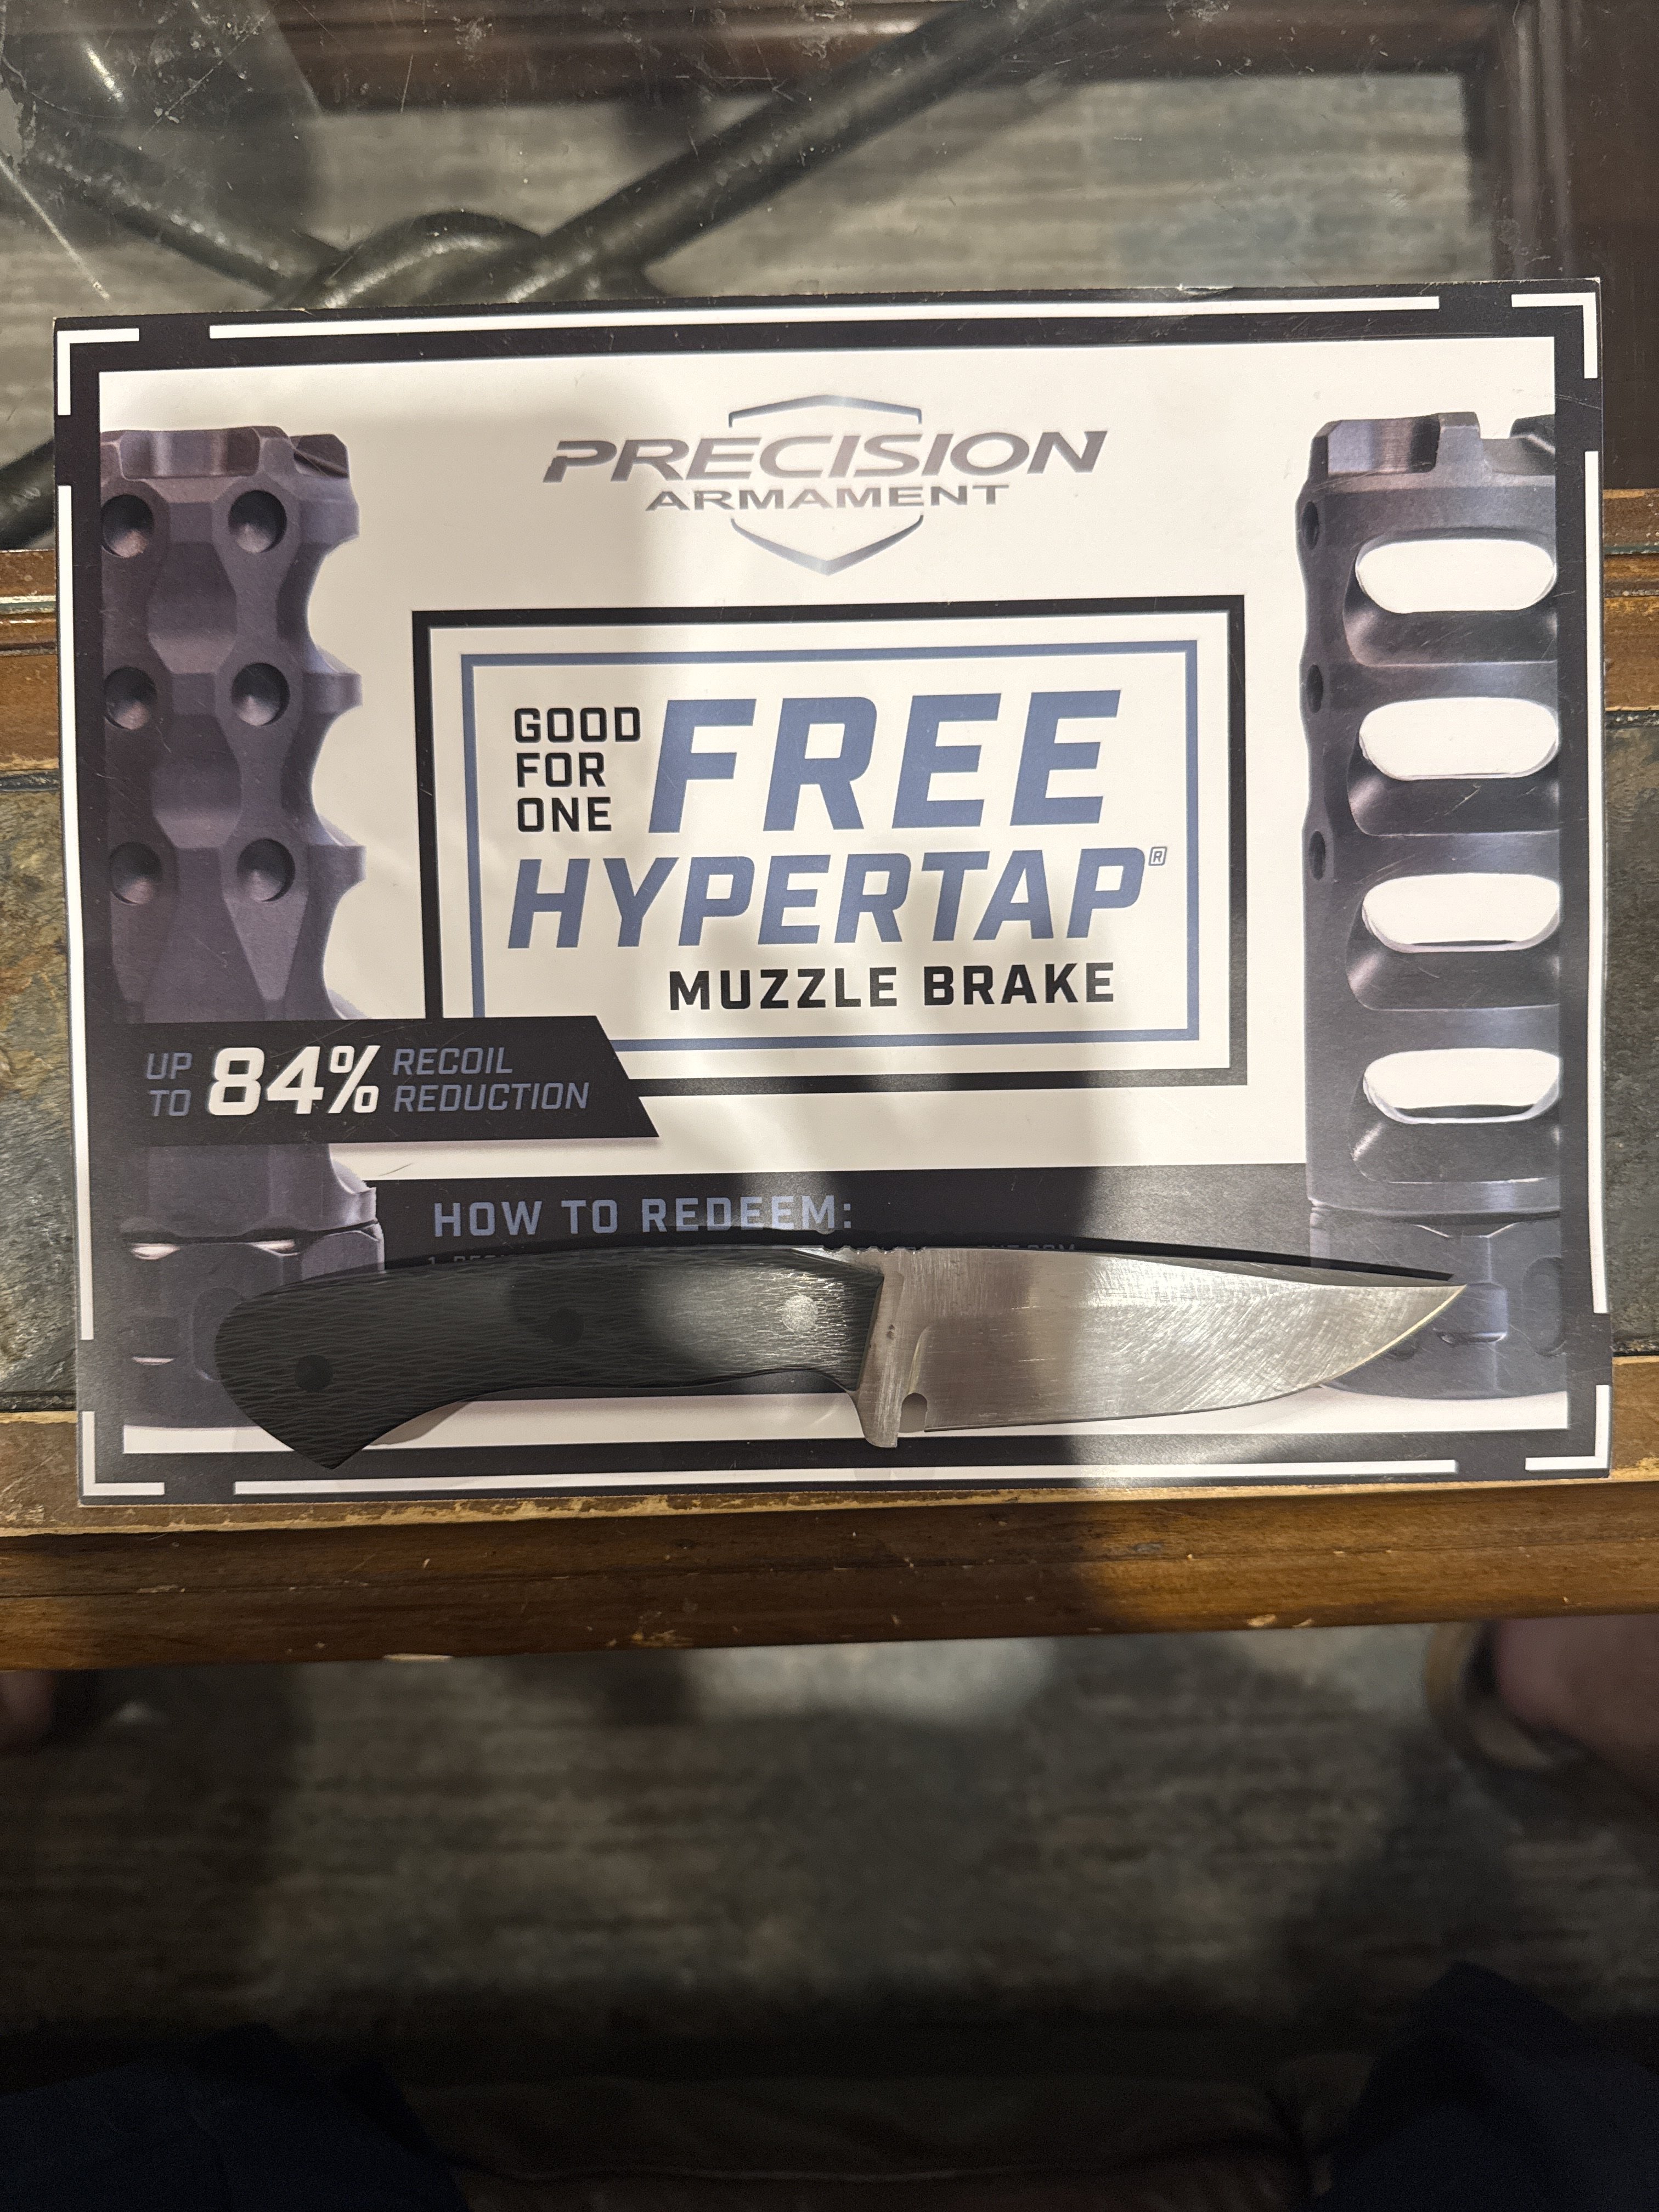 PRECISION
ARMAMENT
GOOD
FOR
ONE
FREE
HYPERTAP®
MUZZLE BRAKE
UP
TO
84%
RECOIL
REDUCTION
HOW TO REDEEM: